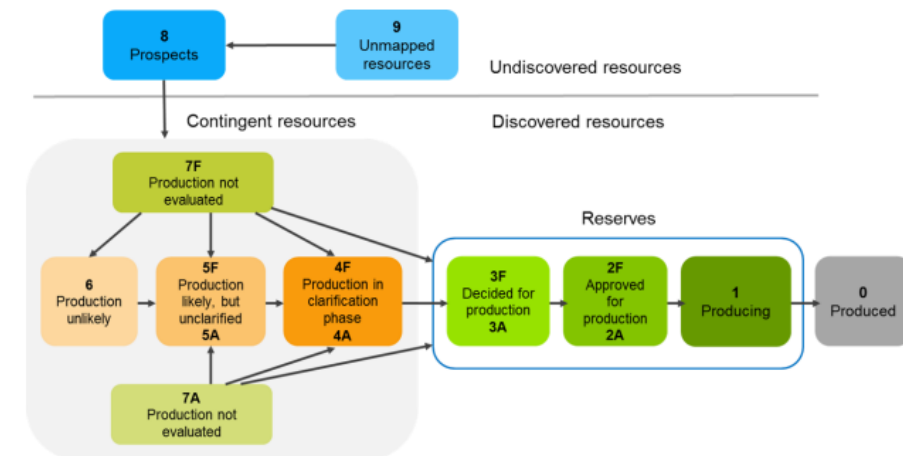 8
Prospects
9
Unmapped
resources
Undiscovered resources
Contingent resources
Discovered resources
7F
Production not
evaluated
Reserves
6
Production
unlikely
5F
Production
likely, but
unclarified
5A
4F
Production in
clarification
phase
4A
3F
Decided for
production
3A
2F
Approved
for
production
2A
1
Producing
0
Produced
7A
Production not
evaluated